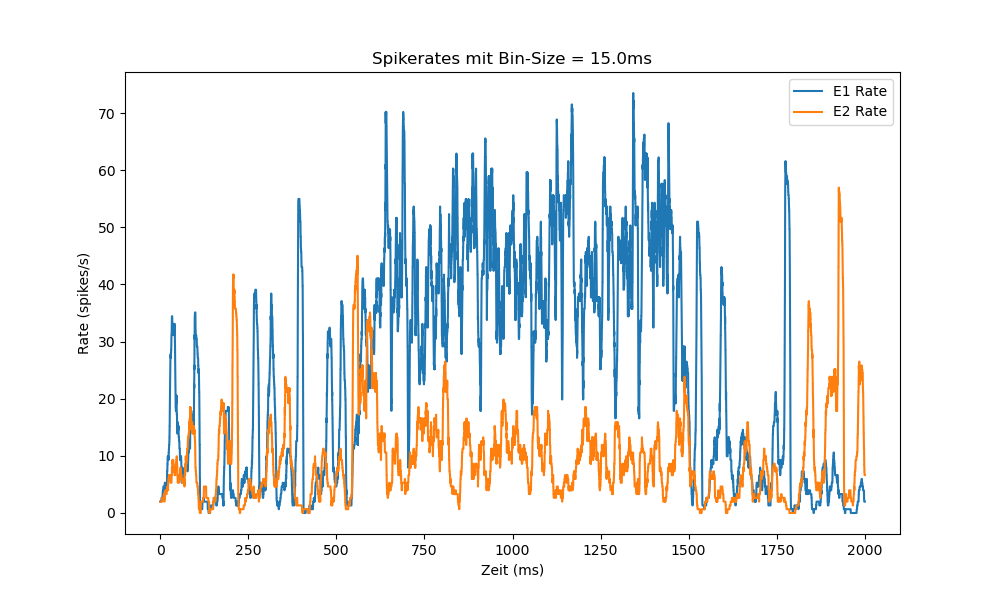 Spikerates mit Bin-Size = 15.0ms
E1 Rate
E2 Rate
Rate (spikes/s)
70
60
50
40
30
20
10
0
0 250 500 750 1000 1250 1500 1750 2000
Zeit (ms)